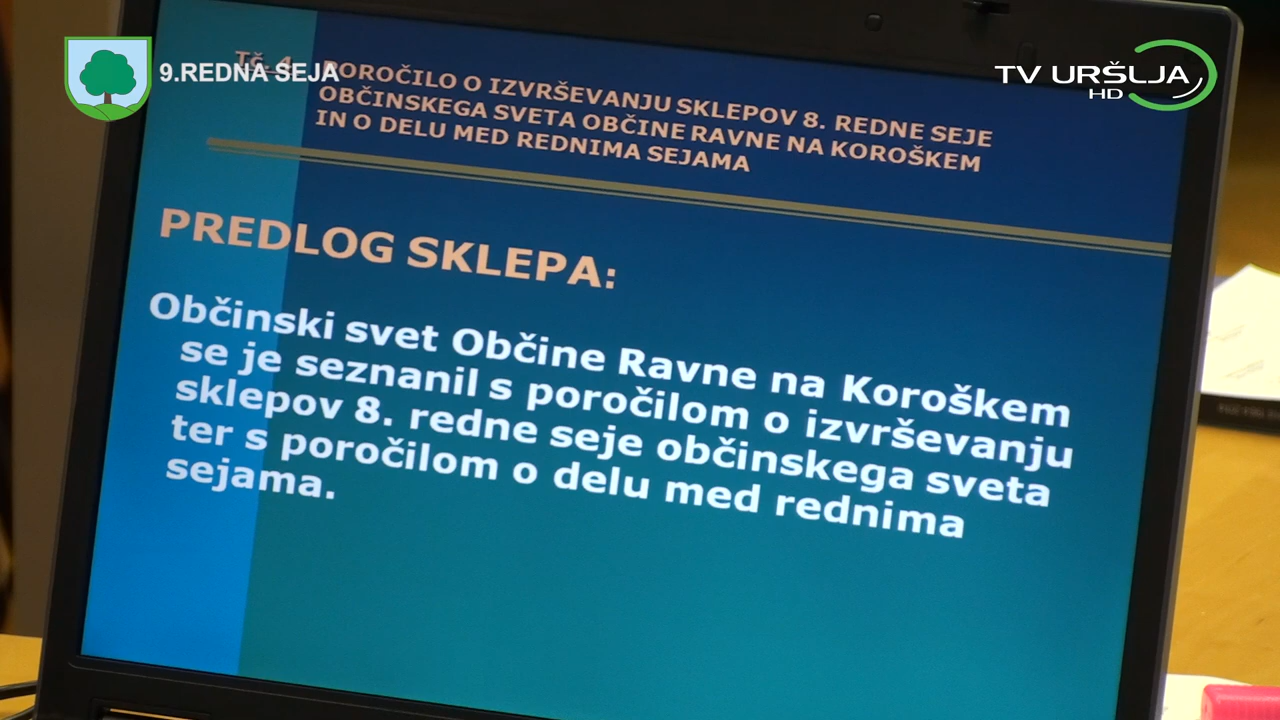 9.REDNA SEJA
TV URŠLJA
HD
Tč. 4. POROČILO O IZVRŠEVANJU SKLEPOV 8. REDNE SEJE
OBČINSKEGA SVETA OBČINE RAVNE NA KOROŠKEM
IN O DELU MED REDNIMA SEJAMA
PREDLOG SKLEPA:
Občinski svet Občine Ravne na Koroškem
se je seznanil s poročilom o izvrševanju
sklepov 8. redne seje občinskega sveta
ter s poročilom o delu med rednima
sejama.